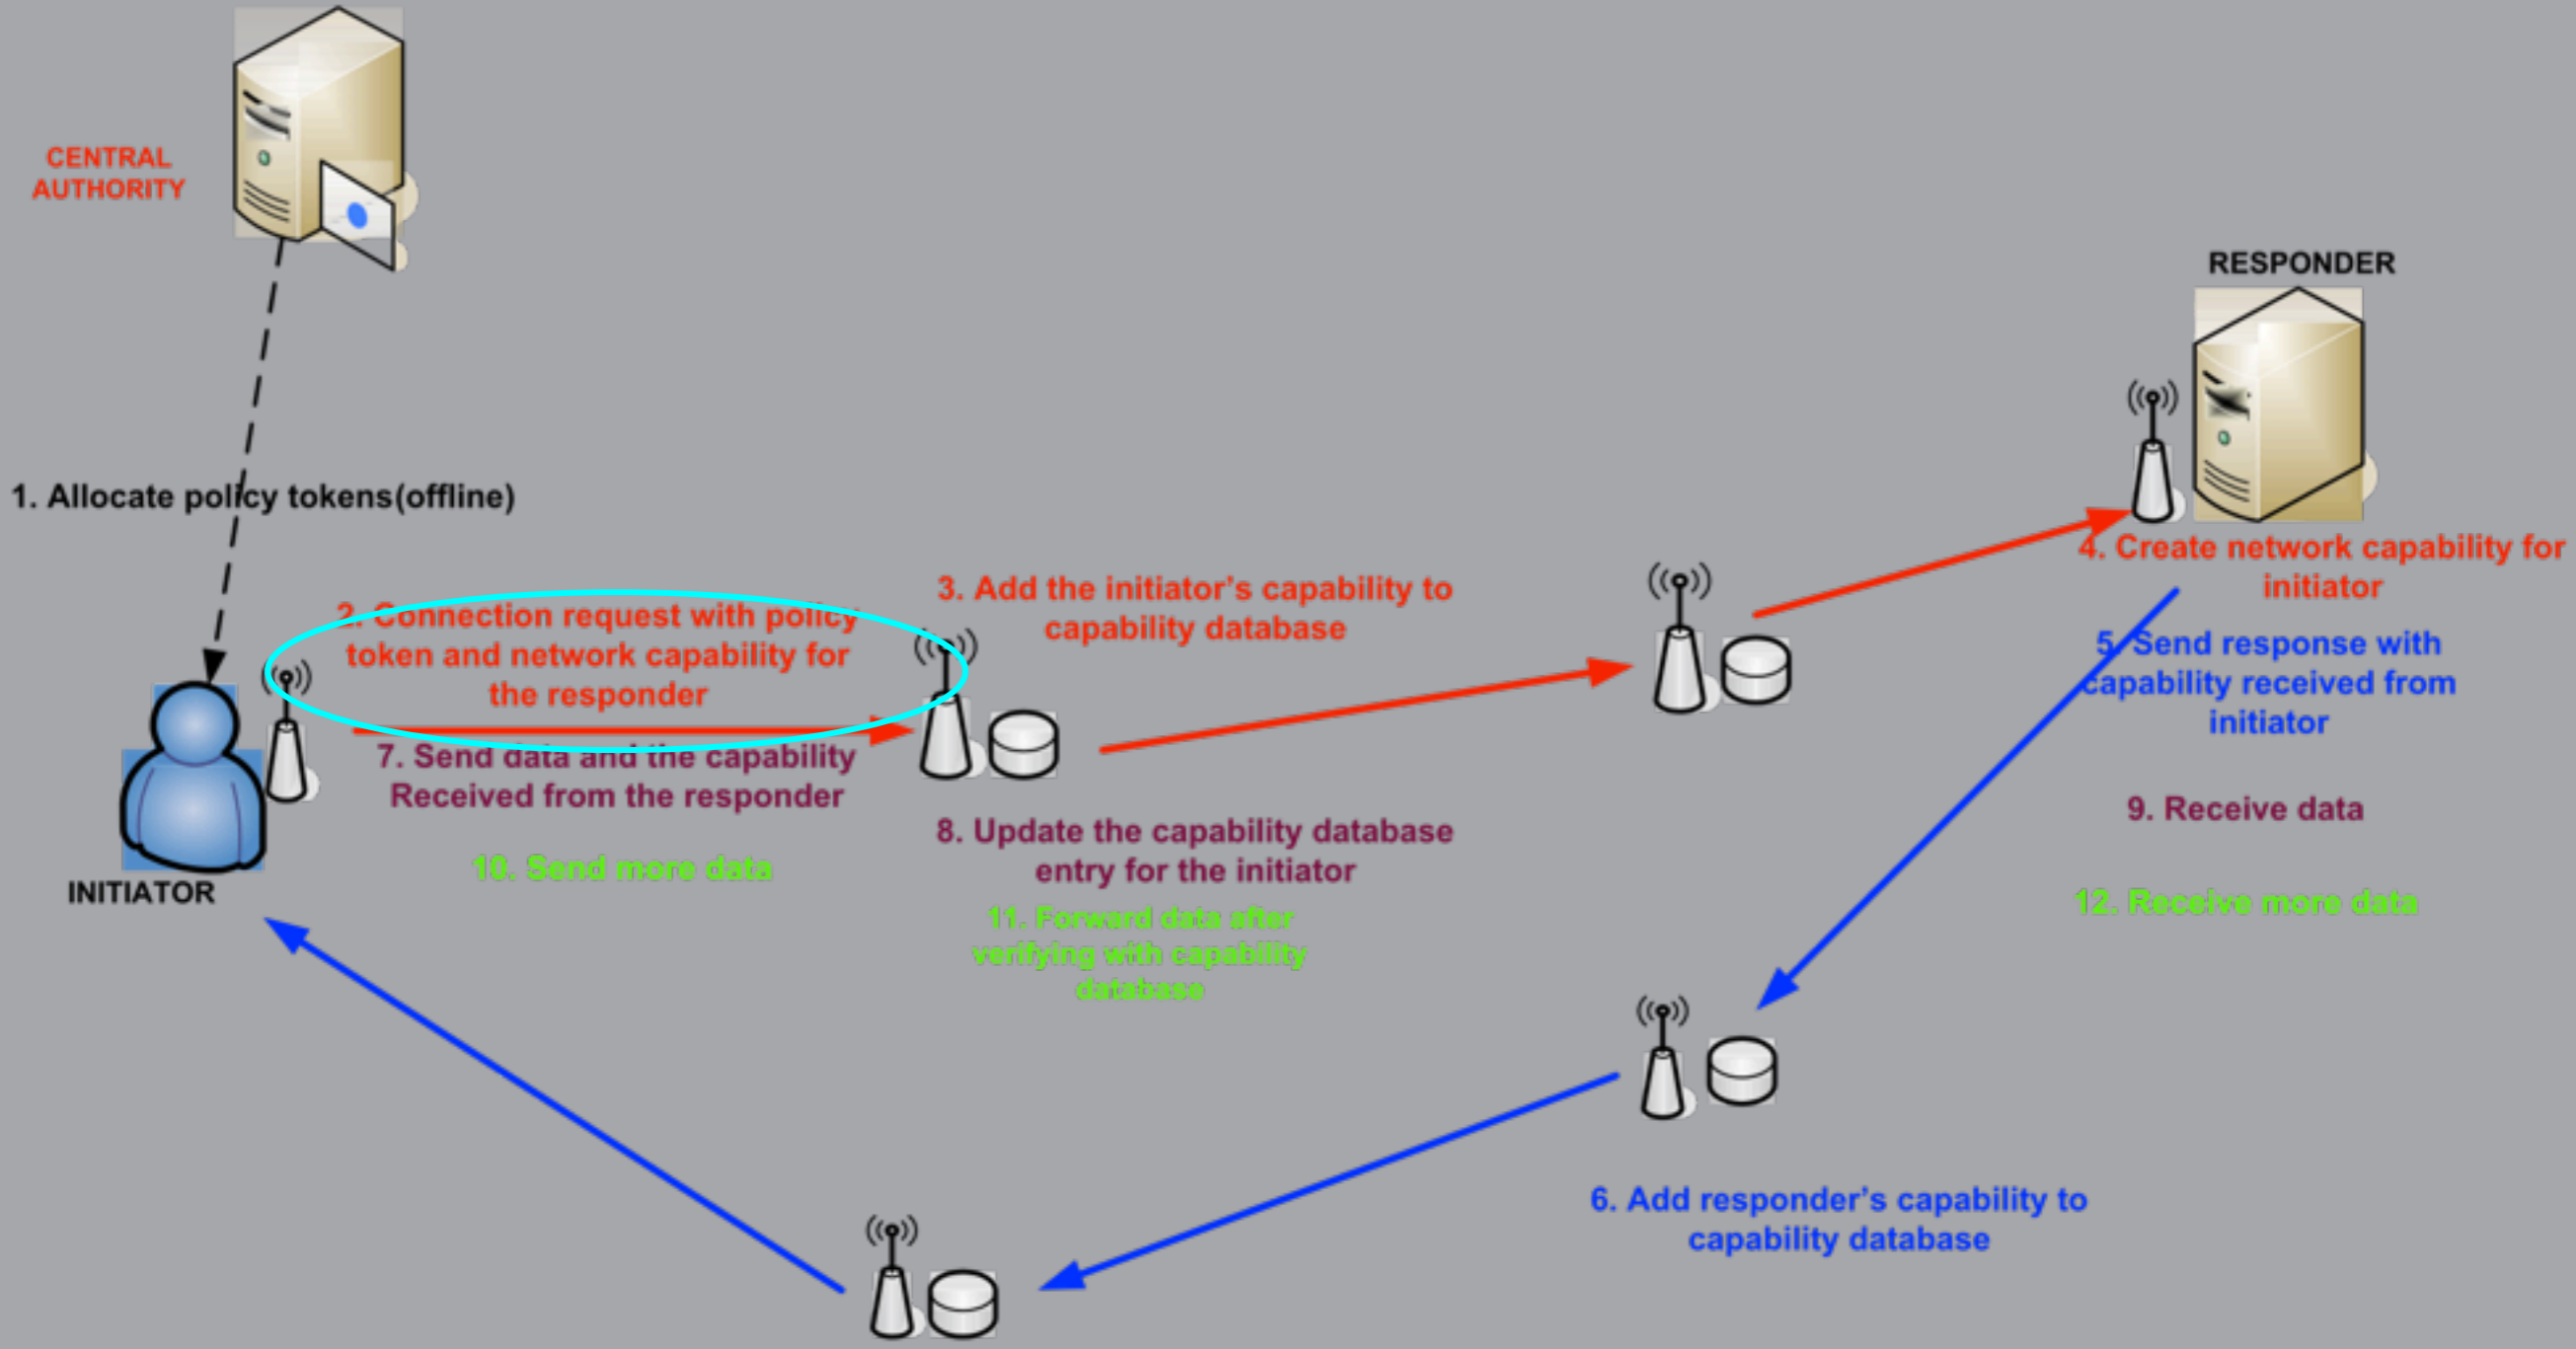 CENTRAL
AUTHORITY
RESPONDER
1. Allocate policy tokens(offline)
2. Connection request with policy
token and network capability for
the responder
3. Add the initiator's capability to
capability database
4. Create network capability for
initiator
5. Send response with
capability received from
initiator
7. Send data and the capability
Received from the responder
8. Update the capability database
entry for the initiator
9. Receive data
10. Send more data
INITIATOR
11. Forward data after
verifying with capability
database
12. Receive more data
6. Add responder's capability to
capability database